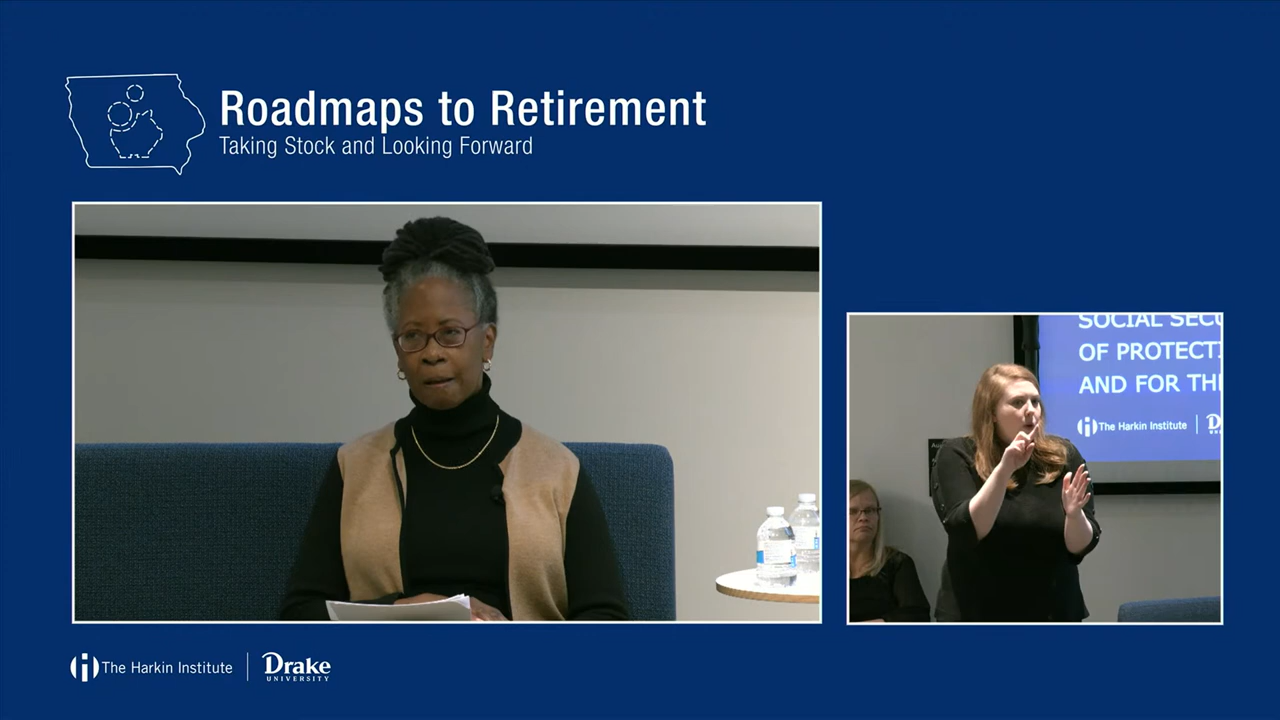 Roadmaps to Retirement
Taking Stock and Looking Forward
SOCIAL SECU
OF PROTECTI
AND FOR TH
The Harkin Institute
The Harkin Institute
Drake
UNIVERSITY